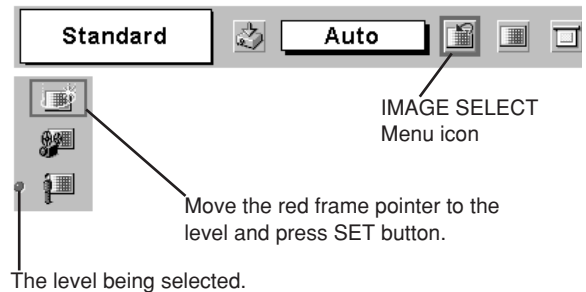 Standard
Auto
IMAGE SELECT
Menu icon
Move the red frame pointer to the
level and press SET button.
The level being selected.